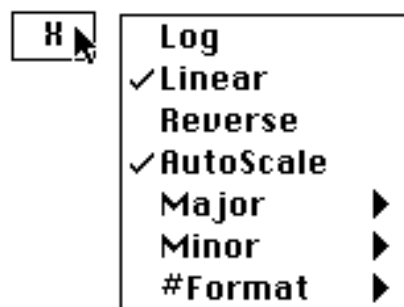 X
Log
✓Linear
Reverse
✓AutoScale
Major ▶
Minor ▶
#Format ▶